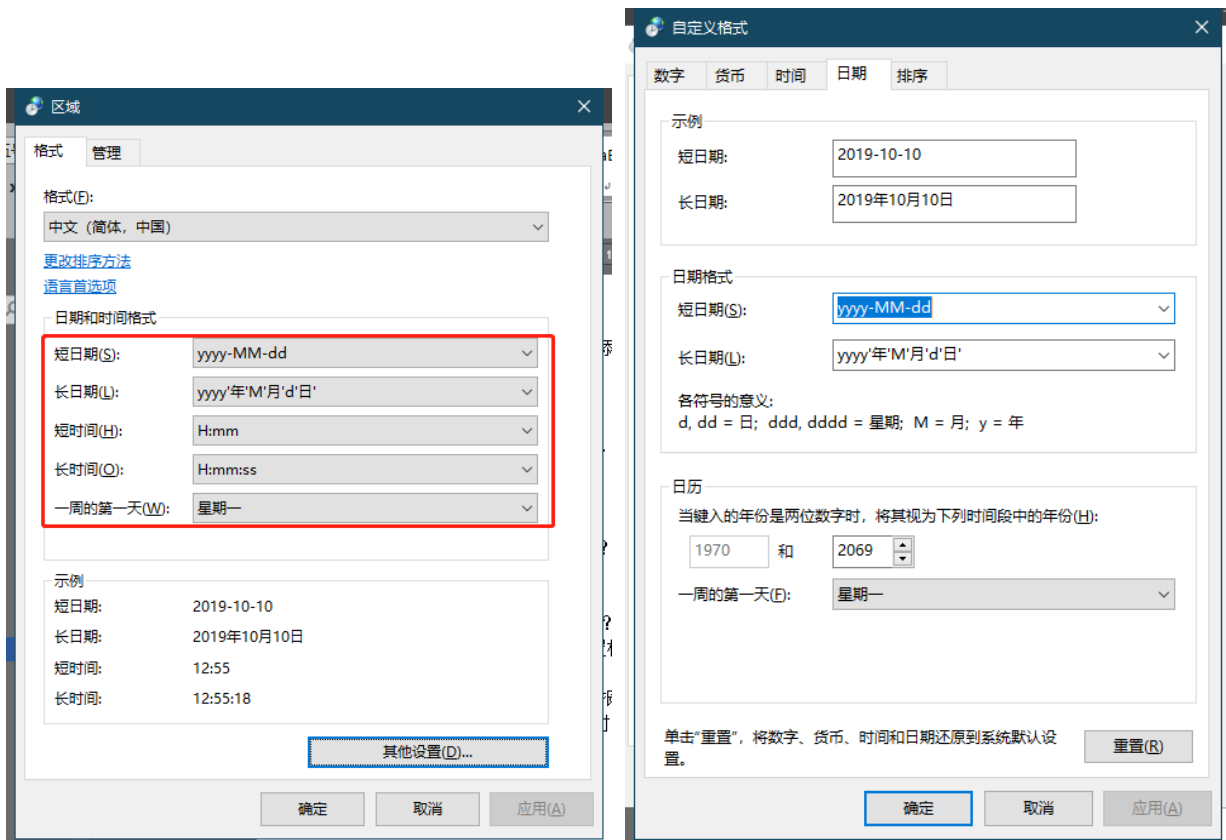 区域
格式
管理
格式(F):
中文（简体，中国）
更改排序方法
语言首选项
日期和时间格式
短日期(S):
yyyy-MM-dd
长日期(L):
yyyy'年'M'月'd'日'
短时间(H):
H:mm
长时间(O):
H:mm:ss
一周的第一天(W):
星期一
示例
短日期:
2019-10-10
长日期:
2019年10月10日
短时间:
12:55
长时间:
12:55:18
其他设置(D)...
确定
取消
应用(A)
自定义格式
数字
货币
时间
日期
排序
示例
短日期:
2019-10-10
长日期:
2019年10月10日
日期格式
短日期(S):
yyyy-MM-dd
长日期(L):
yyyy'年'M'月'd'日'
各符号的意义:
d, dd = 日; ddd, dddd = 星期; M = 月; y = 年
日历
当键入的年份是两位数字时，将其视为下列时间段中的年份(H):
1970
和
2069
一周的第一天(F):
星期一
单击“重置”，将数字、货币、时间和日期还原到系统默认设
置。
重置(R)
确定
取消
应用(A)